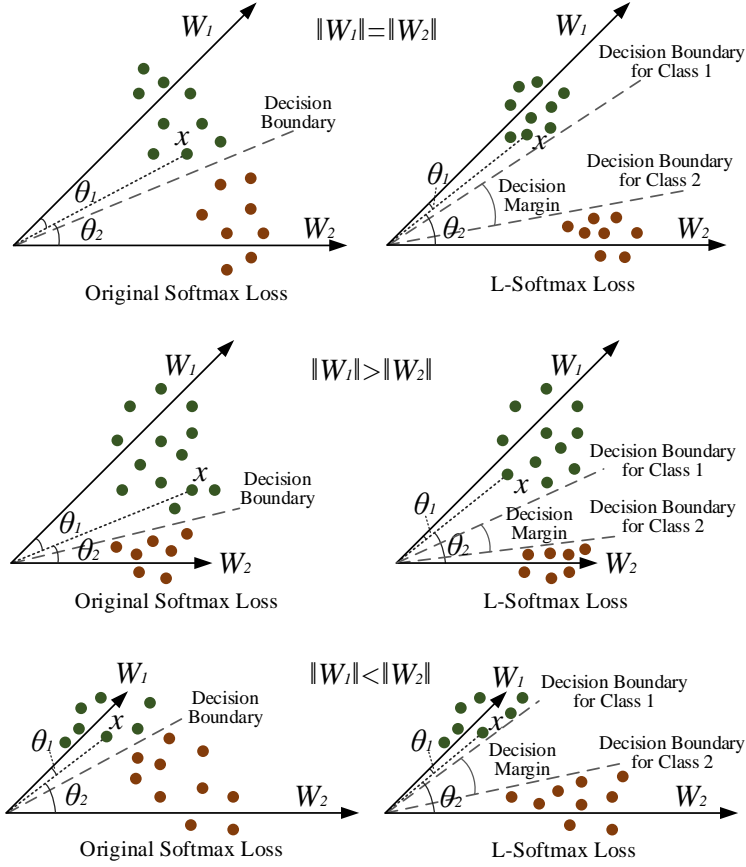 W₁
‖W₁‖=‖W₂‖
W₁
Decision Boundary
for Class 1
Decision
Boundary
x
x
Decision Boundary
for Class 2
θ₁
θ₁
Decision
Margin
θ₂
θ₂
W₂
W₂
Original Softmax Loss
L-Softmax Loss
W₁
‖W₁‖>‖W₂‖
W₁
Decision Boundary
for Class 1
x
Decision
Boundary
x
Decision Boundary
for Class 2
θ₁
θ₁
Decision
Margin
θ₂
θ₂
W₂
W₂
Original Softmax Loss
L-Softmax Loss
W₁
‖W₁‖<‖W₂‖
W₁
Decision Boundary
for Class 1
x
Decision
Boundary
x
Decision Boundary
for Class 2
θ₁
θ₁
Decision
Margin
θ₂
θ₂
W₂
W₂
Original Softmax Loss
L-Softmax Loss